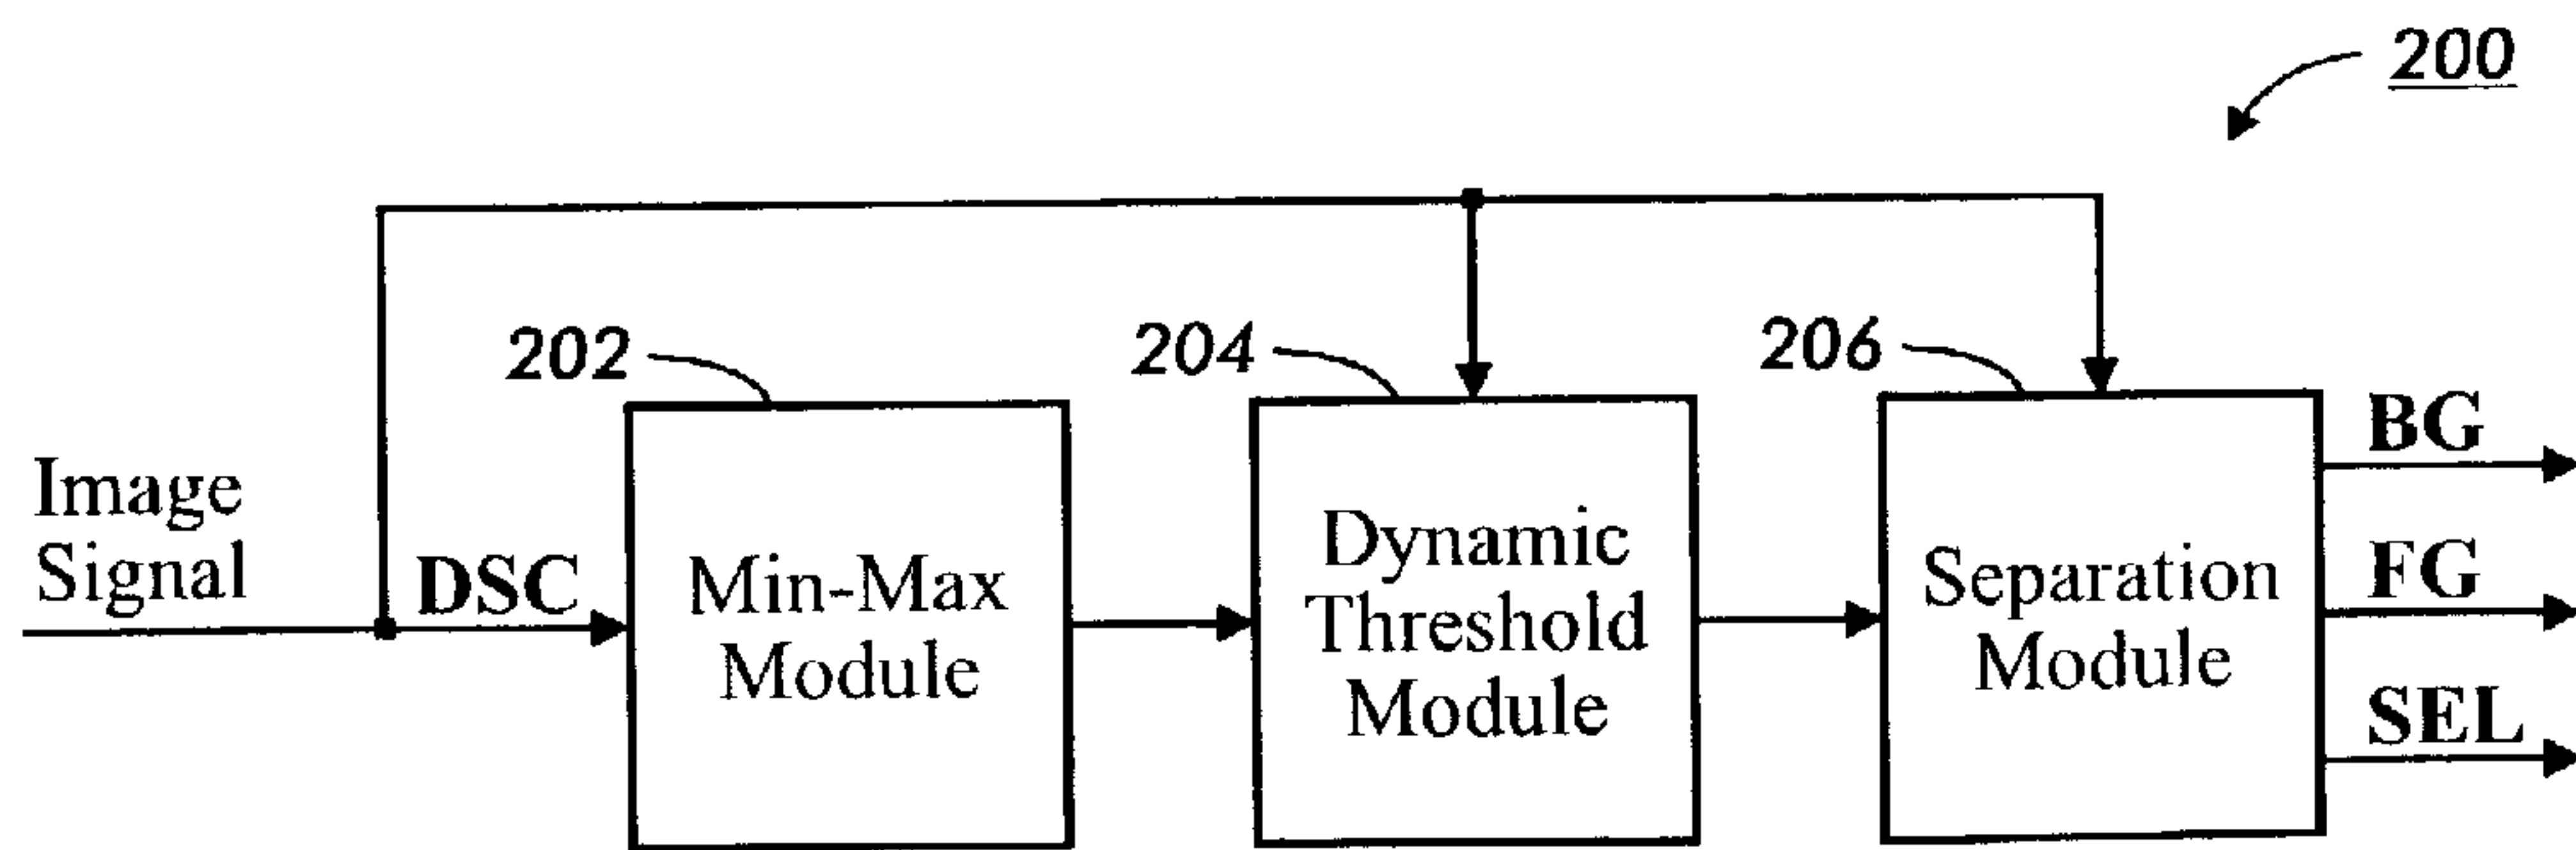 200
202
204
206
Image
Signal
DSC
Min-Max
Module
Dynamic
Threshold
Module
Separation
Module
BG
FG
SEL